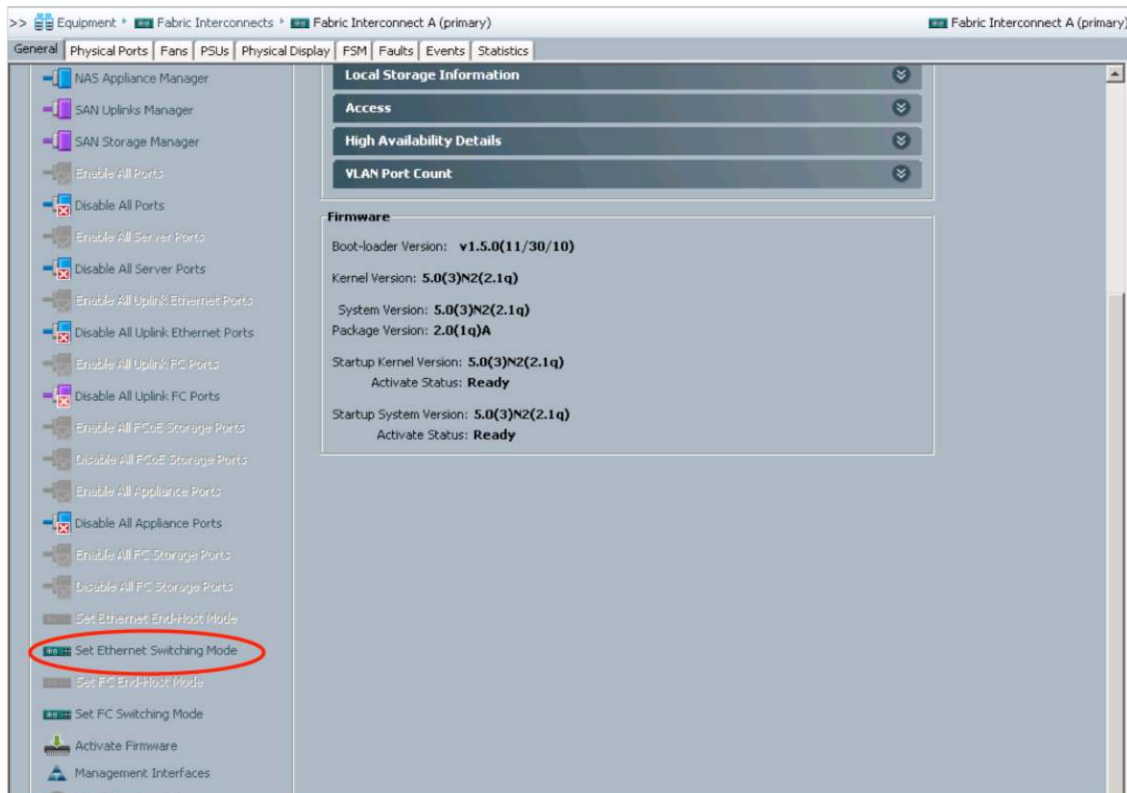 >> Equipment ▸ Fabric Interconnects ▸ Fabric Interconnect A (primary)
Fabric Interconnect A (primary)
General Physical Ports Fans PSUs Physical Display FSM Faults Events Statistics
NAS Appliance Manager
SAN Uplinks Manager
SAN Storage Manager
Enable All Ports
Disable All Ports
Enable All Server Ports
Disable All Server Ports
Enable All Uplink Ethernet Ports
Disable All Uplink Ethernet Ports
Enable All Uplink FC Ports
Disable All Uplink FC Ports
Enable All FCoE Storage Ports
Disable All FCoE Storage Ports
Enable All Appliance Ports
Disable All Appliance Ports
Enable All FC Storage Ports
Disable All FC Storage Ports
Set Ethernet End-Host Mode
Set Ethernet Switching Mode
Set FC End-Host Mode
Set FC Switching Mode
Activate Firmware
Management Interfaces
Local Storage Information
Access
High Availability Details
VLAN Port Count
Firmware
Boot-loader Version: v1.5.0(11/30/10)
Kernel Version: 5.0(3)N2(2.1q)
System Version: 5.0(3)N2(2.1q)
Package Version: 2.0(1q)A
Startup Kernel Version: 5.0(3)N2(2.1q)
Activate Status: Ready
Startup System Version: 5.0(3)N2(2.1q)
Activate Status: Ready